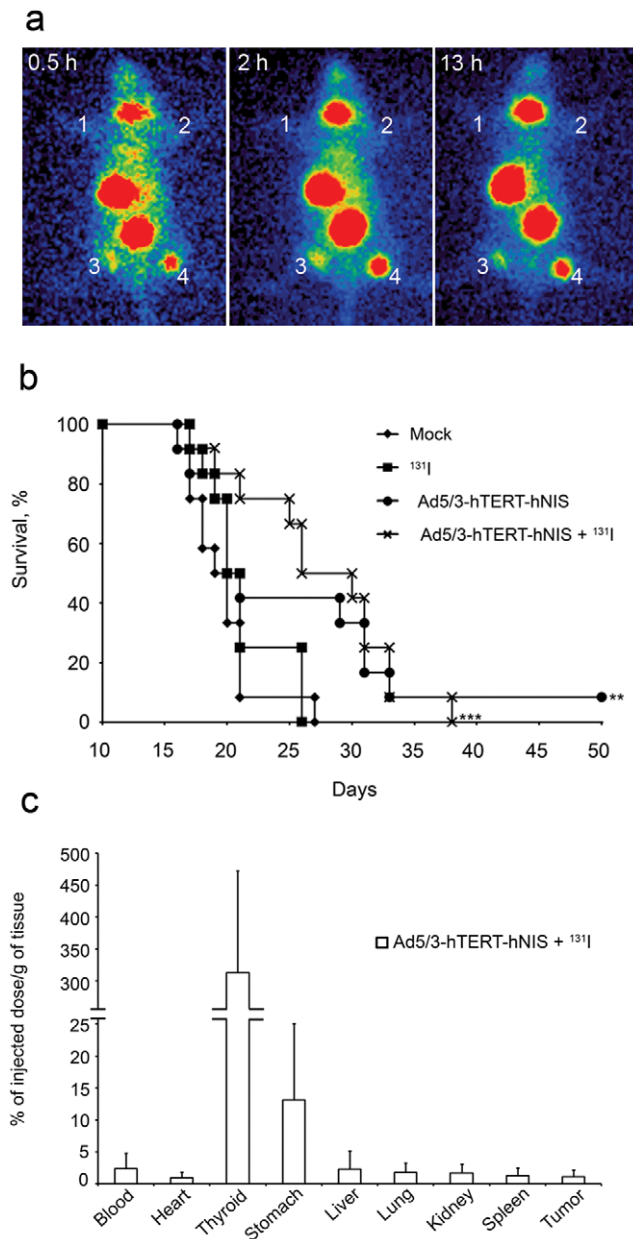 a
0.5 h
2 h
13 h
1 2 1 2 1 2
3 4 3 4 3 4
b
Survival, %
100
80
60
40
20
0
10 15 20 25 30 35 40 45 50
Days
Mock
¹³¹I
Ad5/3-hTERT-hNIS
Ad5/3-hTERT-hNIS + ¹³¹I
**
***
c
% of injected dose/g of tissue
500
450
400
350
300
25
20
15
10
5
0
Ad5/3-hTERT-hNIS + ¹³¹I
Blood Heart Thyroid Stomach Liver Lung Kidney Spleen Tumor